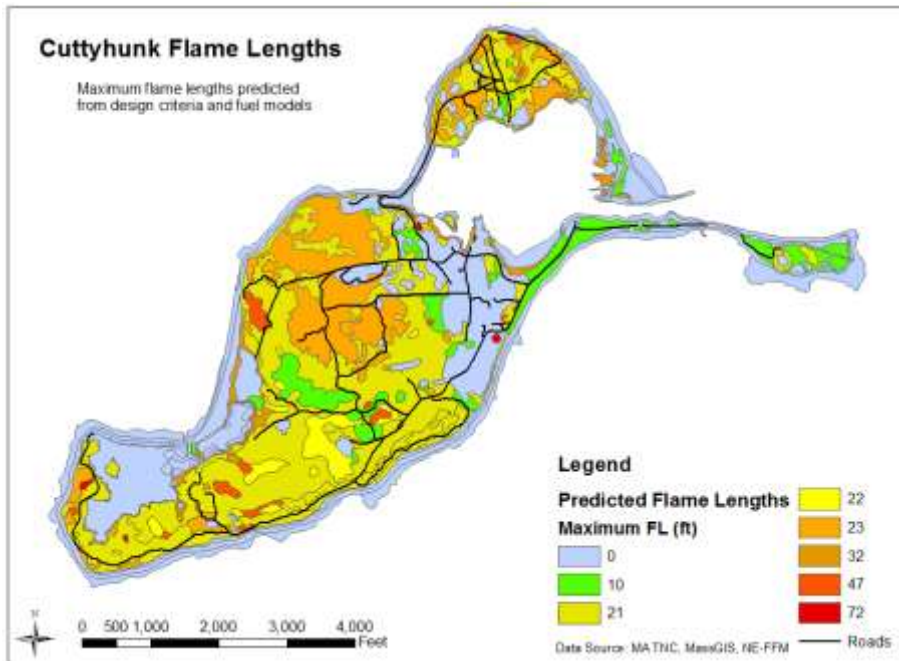 Cuttyhunk Flame Lengths
Maximum flame lengths predicted
from design criteria and fuel models
Legend
Predicted Flame Lengths
Maximum FL (ft)
0
10
21
22
23
32
47
72
Roads
N
0 500 1,000 2,000 3,000 4,000
Feet
Data Source: MA TNC, MassGIS, NE-FFM